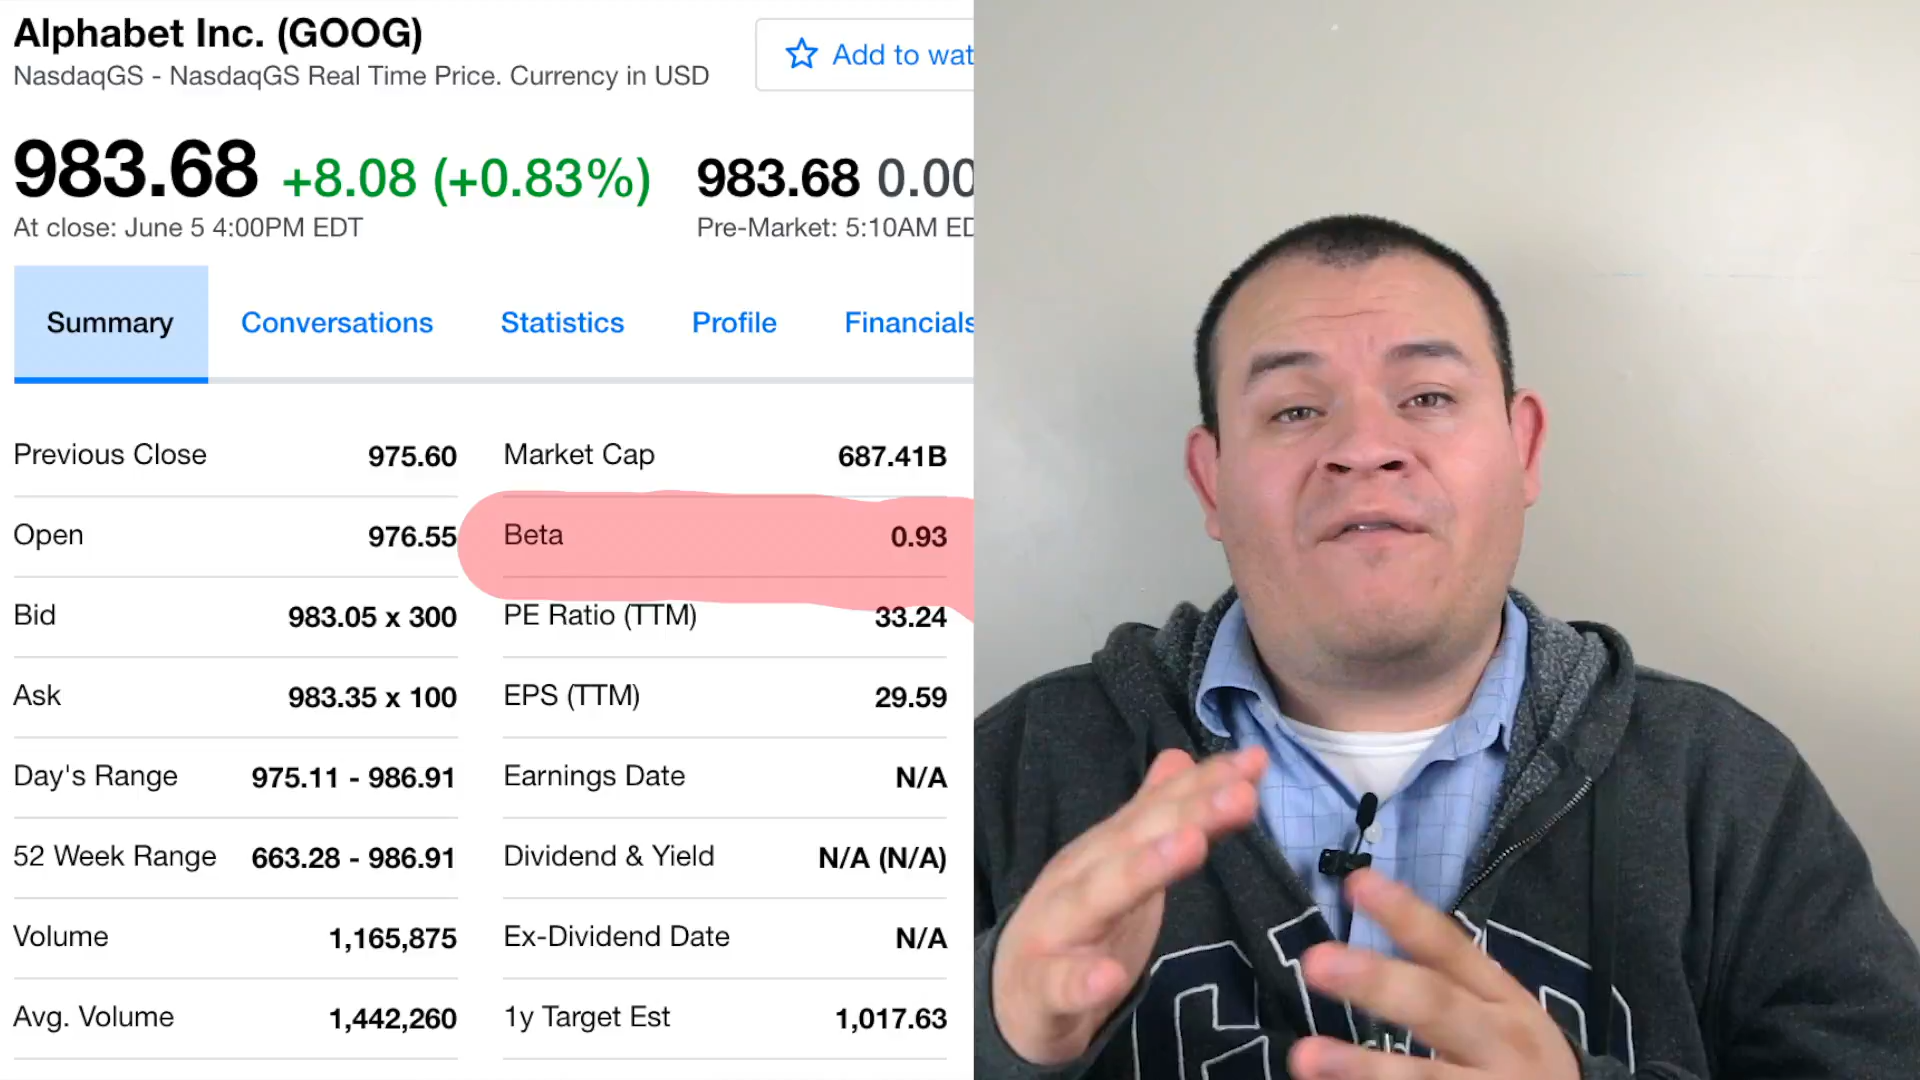 Alphabet Inc. (GOOG)
NasdaqGS - NasdaqGS Real Time Price. Currency in USD
Add to wat
983.68 +8.08 (+0.83%)
At close: June 5 4:00PM EDT
983.68 0.00
Pre-Market: 5:10AM ED
Summary Conversations Statistics Profile Financials
Previous Close 975.60
Open 976.55
Bid 983.05 x 300
Ask 983.35 x 100
Day's Range 975.11 - 986.91
52 Week Range 663.28 - 986.91
Volume 1,165,875
Avg. Volume 1,442,260
Market Cap 687.41B
Beta 0.93
PE Ratio (TTM) 33.24
EPS (TTM) 29.59
Earnings Date N/A
Dividend & Yield N/A (N/A)
Ex-Dividend Date N/A
1y Target Est 1,017.63